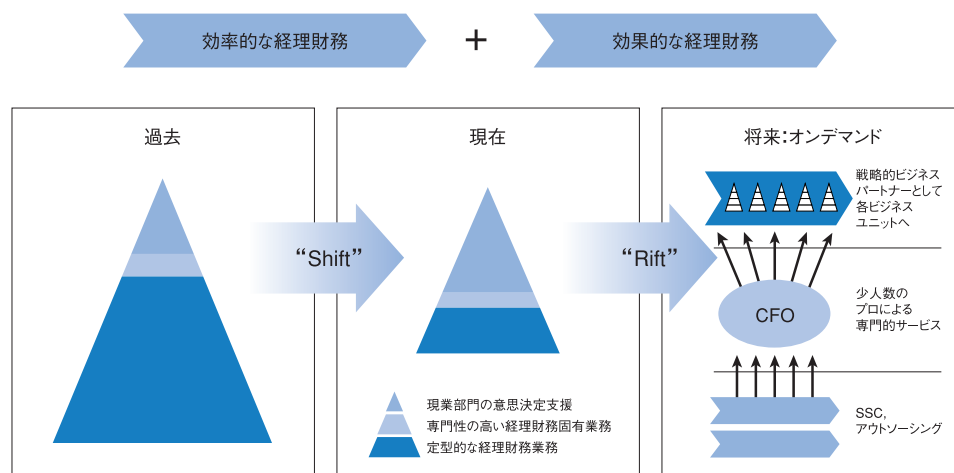 効率的な経理財務
+
効果的な経理財務
過去
現在
将来：オンデマンド
“Shift”
“Rift”
戦略的ビジネス
パートナーとして
各ビジネス
ユニットへ
CFO
少人数の
プロによる
専門的サービス
SSC,
アウトソーシング
現業部門の意思決定支援
専門性の高い経理財務固有業務
定型的な経理財務業務